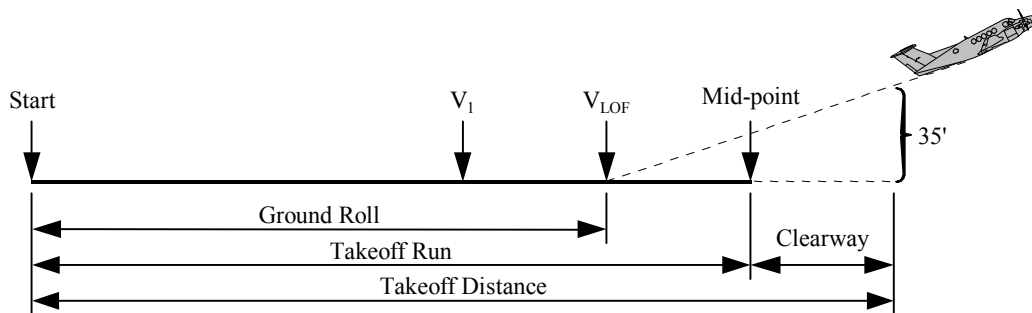 Start
V1
VLOF
Mid-point
35'
Ground Roll
Takeoff Run
Clearway
Takeoff Distance